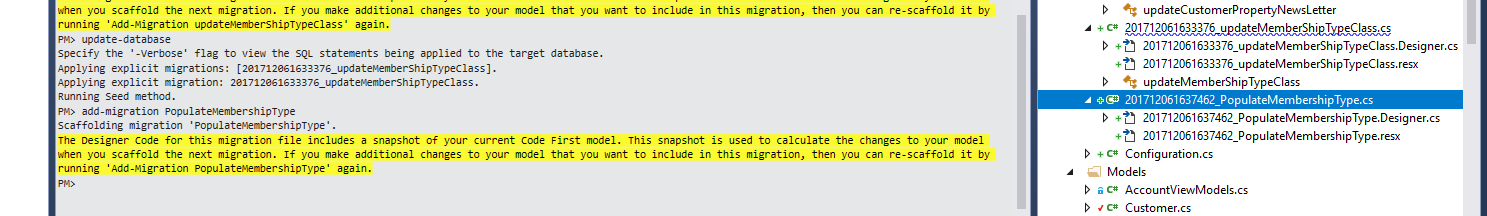 when you scaffold the next migration. If you make additional changes to your model that you want to include in this migration, then you can re-scaffold it by
running 'Add-Migration updateMemberShipTypeClass' again.
PM> update-database
Specify the '-Verbose' flag to view the SQL statements being applied to the target database.
Applying explicit migrations: [201712061633376_updateMemberShipTypeClass].
Applying explicit migration: 201712061633376_updateMemberShipTypeClass.
Running Seed method.
PM> add-migration PopulateMembershipType
Scaffolding migration 'PopulateMembershipType'.
The Designer Code for this migration file includes a snapshot of your current Code First model. This snapshot is used to calculate the changes to your model
when you scaffold the next migration. If you make additional changes to your model that you want to include in this migration, then you can re-scaffold it by
running 'Add-Migration PopulateMembershipType' again.
PM>
updateCustomerPropertyNewsLetter
C# 201712061633376_updateMemberShipTypeClass.cs
201712061633376_updateMemberShipTypeClass.Designer.cs
201712061633376_updateMemberShipTypeClass.resx
updateMemberShipTypeClass
C# 201712061637462_PopulateMembershipType.cs
201712061637462_PopulateMembershipType.Designer.cs
201712061637462_PopulateMembershipType.resx
C# Configuration.cs
Models
C# AccountViewModels.cs
C# Customer.cs